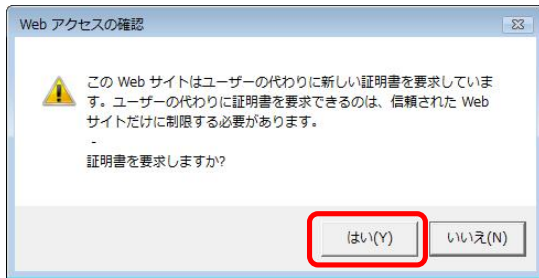 Web アクセスの確認
この Web サイトはユーザーの代わりに新しい証明書を要求していま
す。ユーザーの代わりに証明書を要求できるのは、信頼された Web
サイトだけに制限する必要があります。
-
証明書を要求しますか?
はい(Y) いいえ(N)